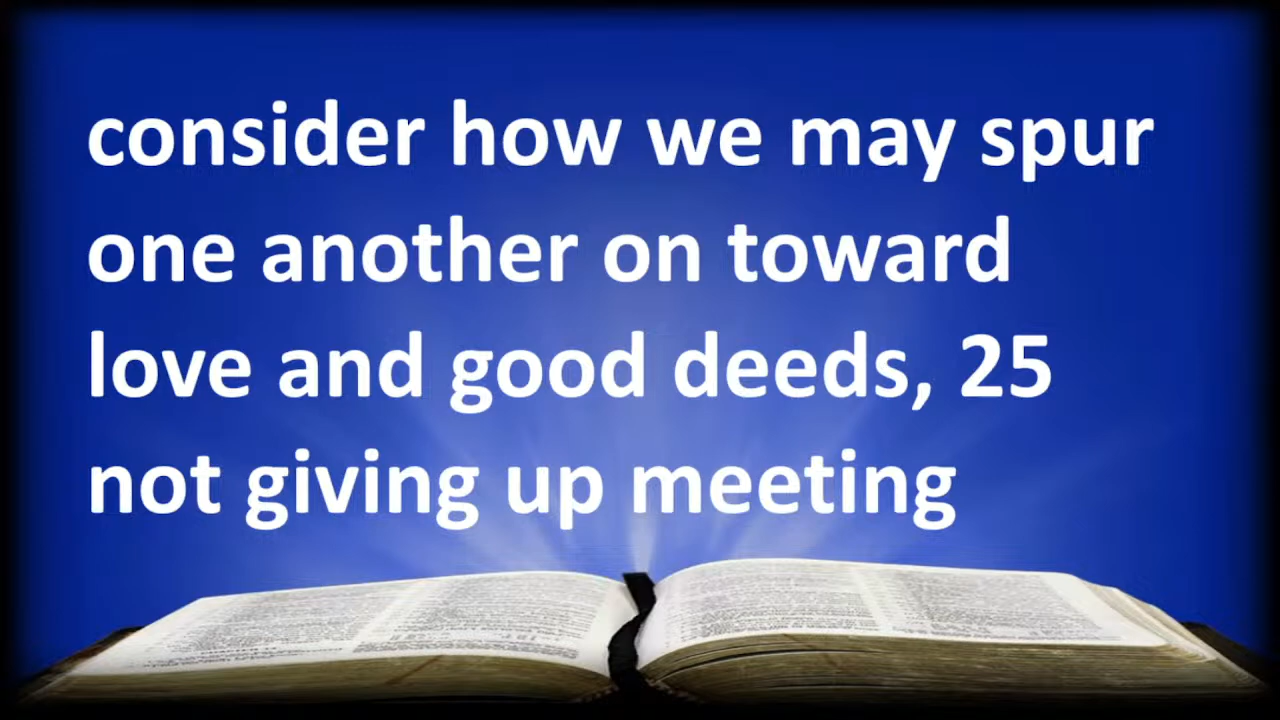 consider how we may spur
one another on toward
love and good deeds, 25
not giving up meeting